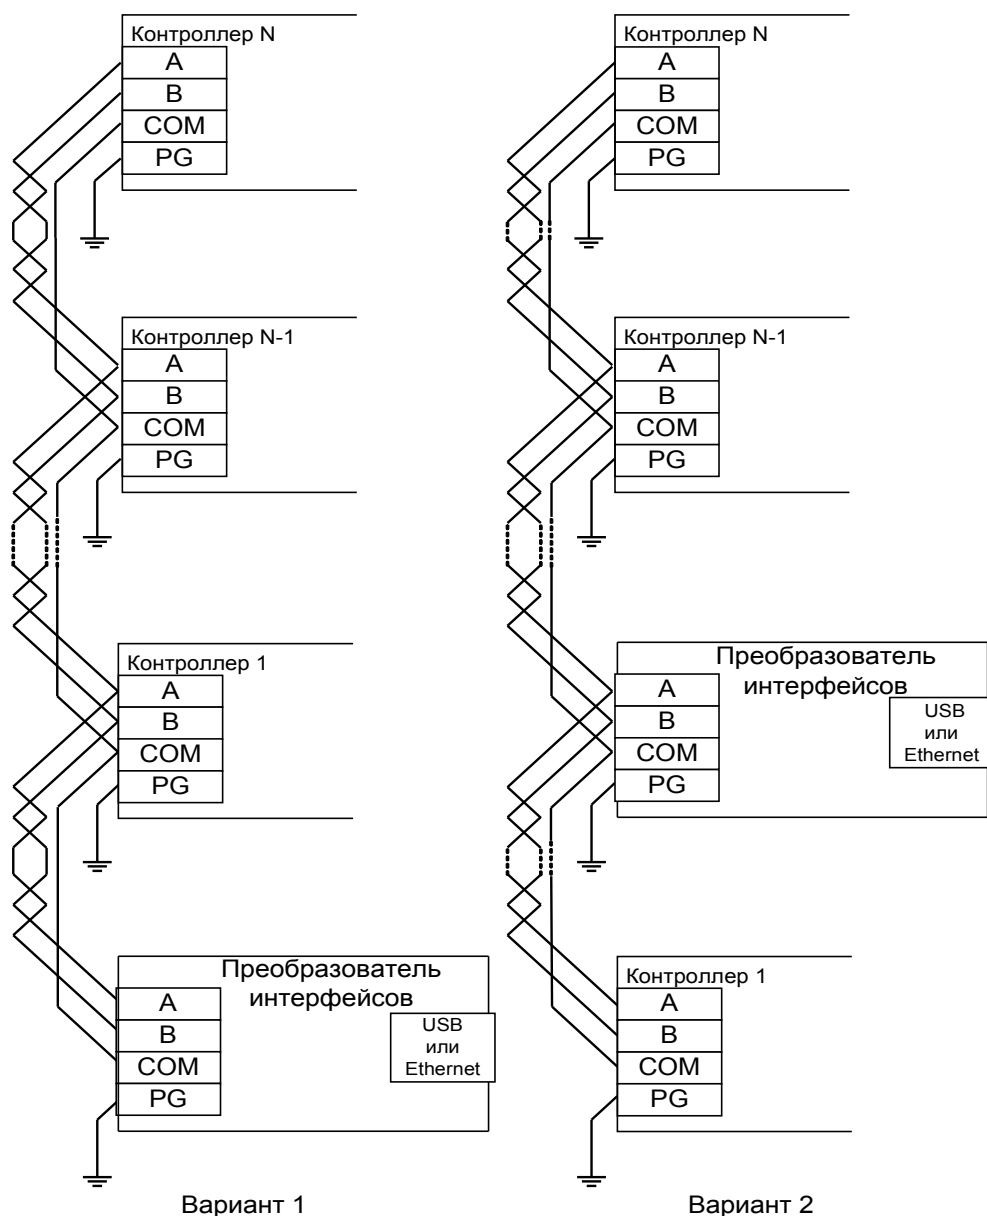 Контроллер N
A
B
COM
PG
Контроллер N-1
A
B
COM
PG
Контроллер 1
A
B
COM
PG
Преобразователь
интерфейсов
A
B
COM
PG
USB
или
Ethernet
Вариант 1
Контроллер N
A
B
COM
PG
Контроллер N-1
A
B
COM
PG
Преобразователь
интерфейсов
A
B
COM
PG
USB
или
Ethernet
Контроллер 1
A
B
COM
PG
Вариант 2